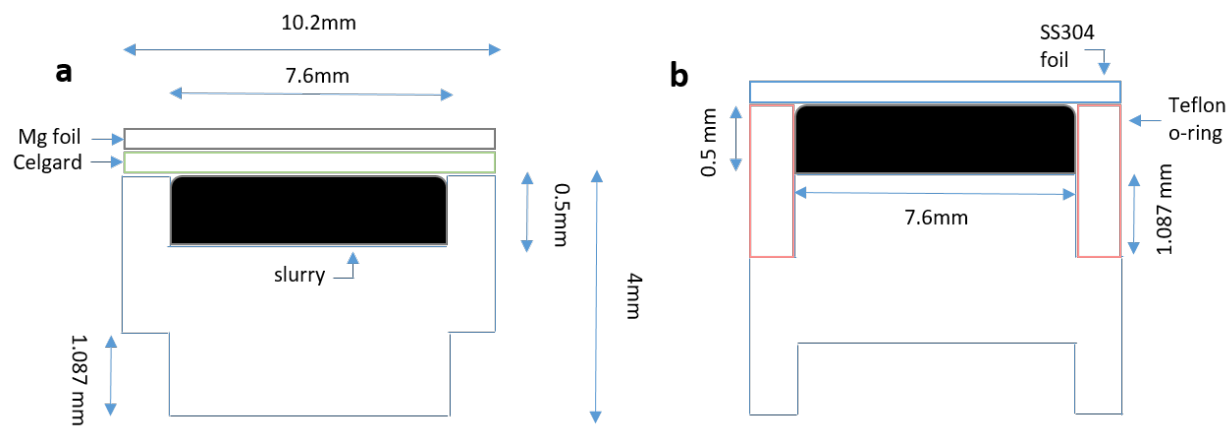 10.2mm
a
7.6mm
Mg foil
Celgard
0.5mm
slurry
4mm
1.087 mm
b
SS304
foil
Teflon
o-ring
0.5 mm
7.6mm
1.087 mm